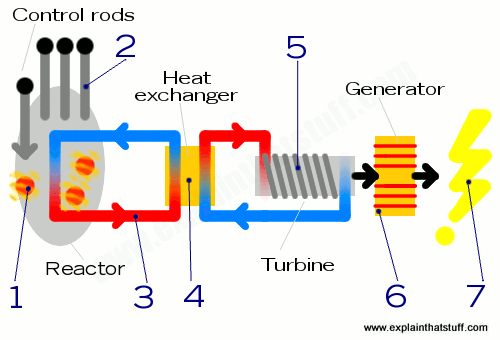 Control rods
2
5
Heat
exchanger
Generator
Reactor
Turbine
1
3
4
6
7
www.explainthatstuff.com